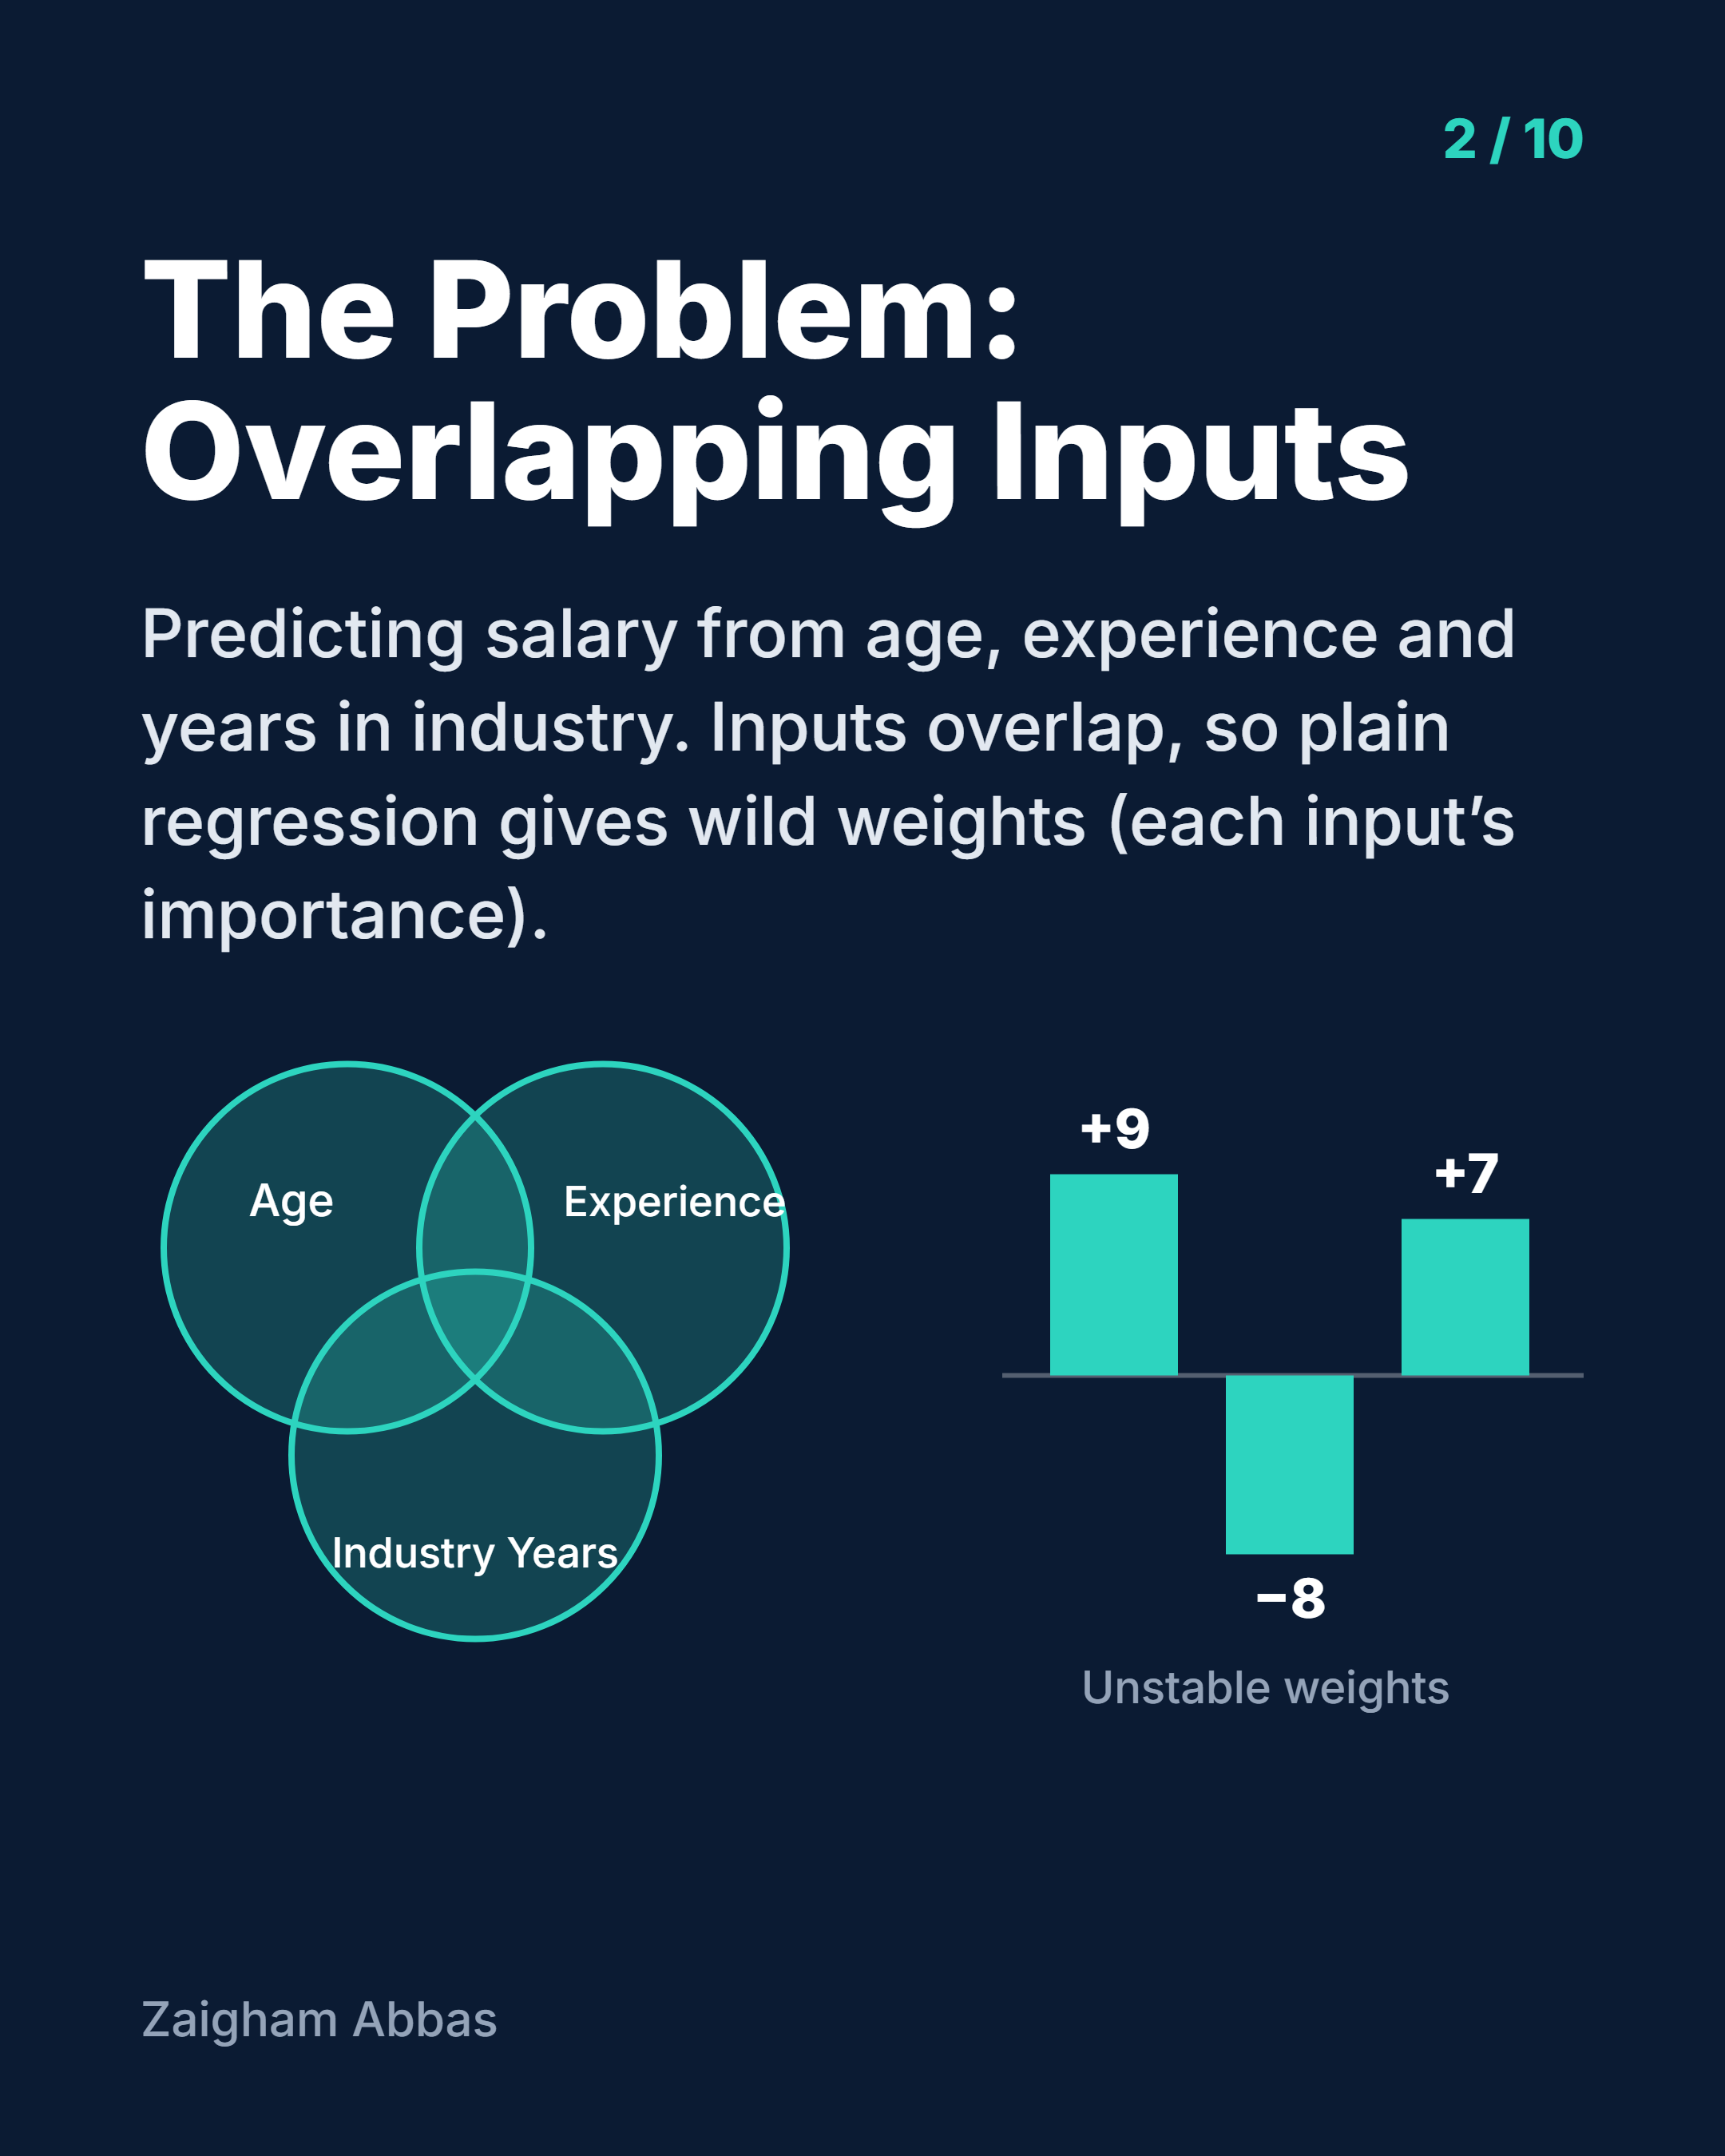 2 / 10
The Problem:
Overlapping Inputs
Predicting salary from age, experience and
years in industry. Inputs overlap, so plain
regression gives wild weights (each input’s
importance).
Age
Experience
Industry Years
+9
+7
−8
Unstable weights
Zaigham Abbas